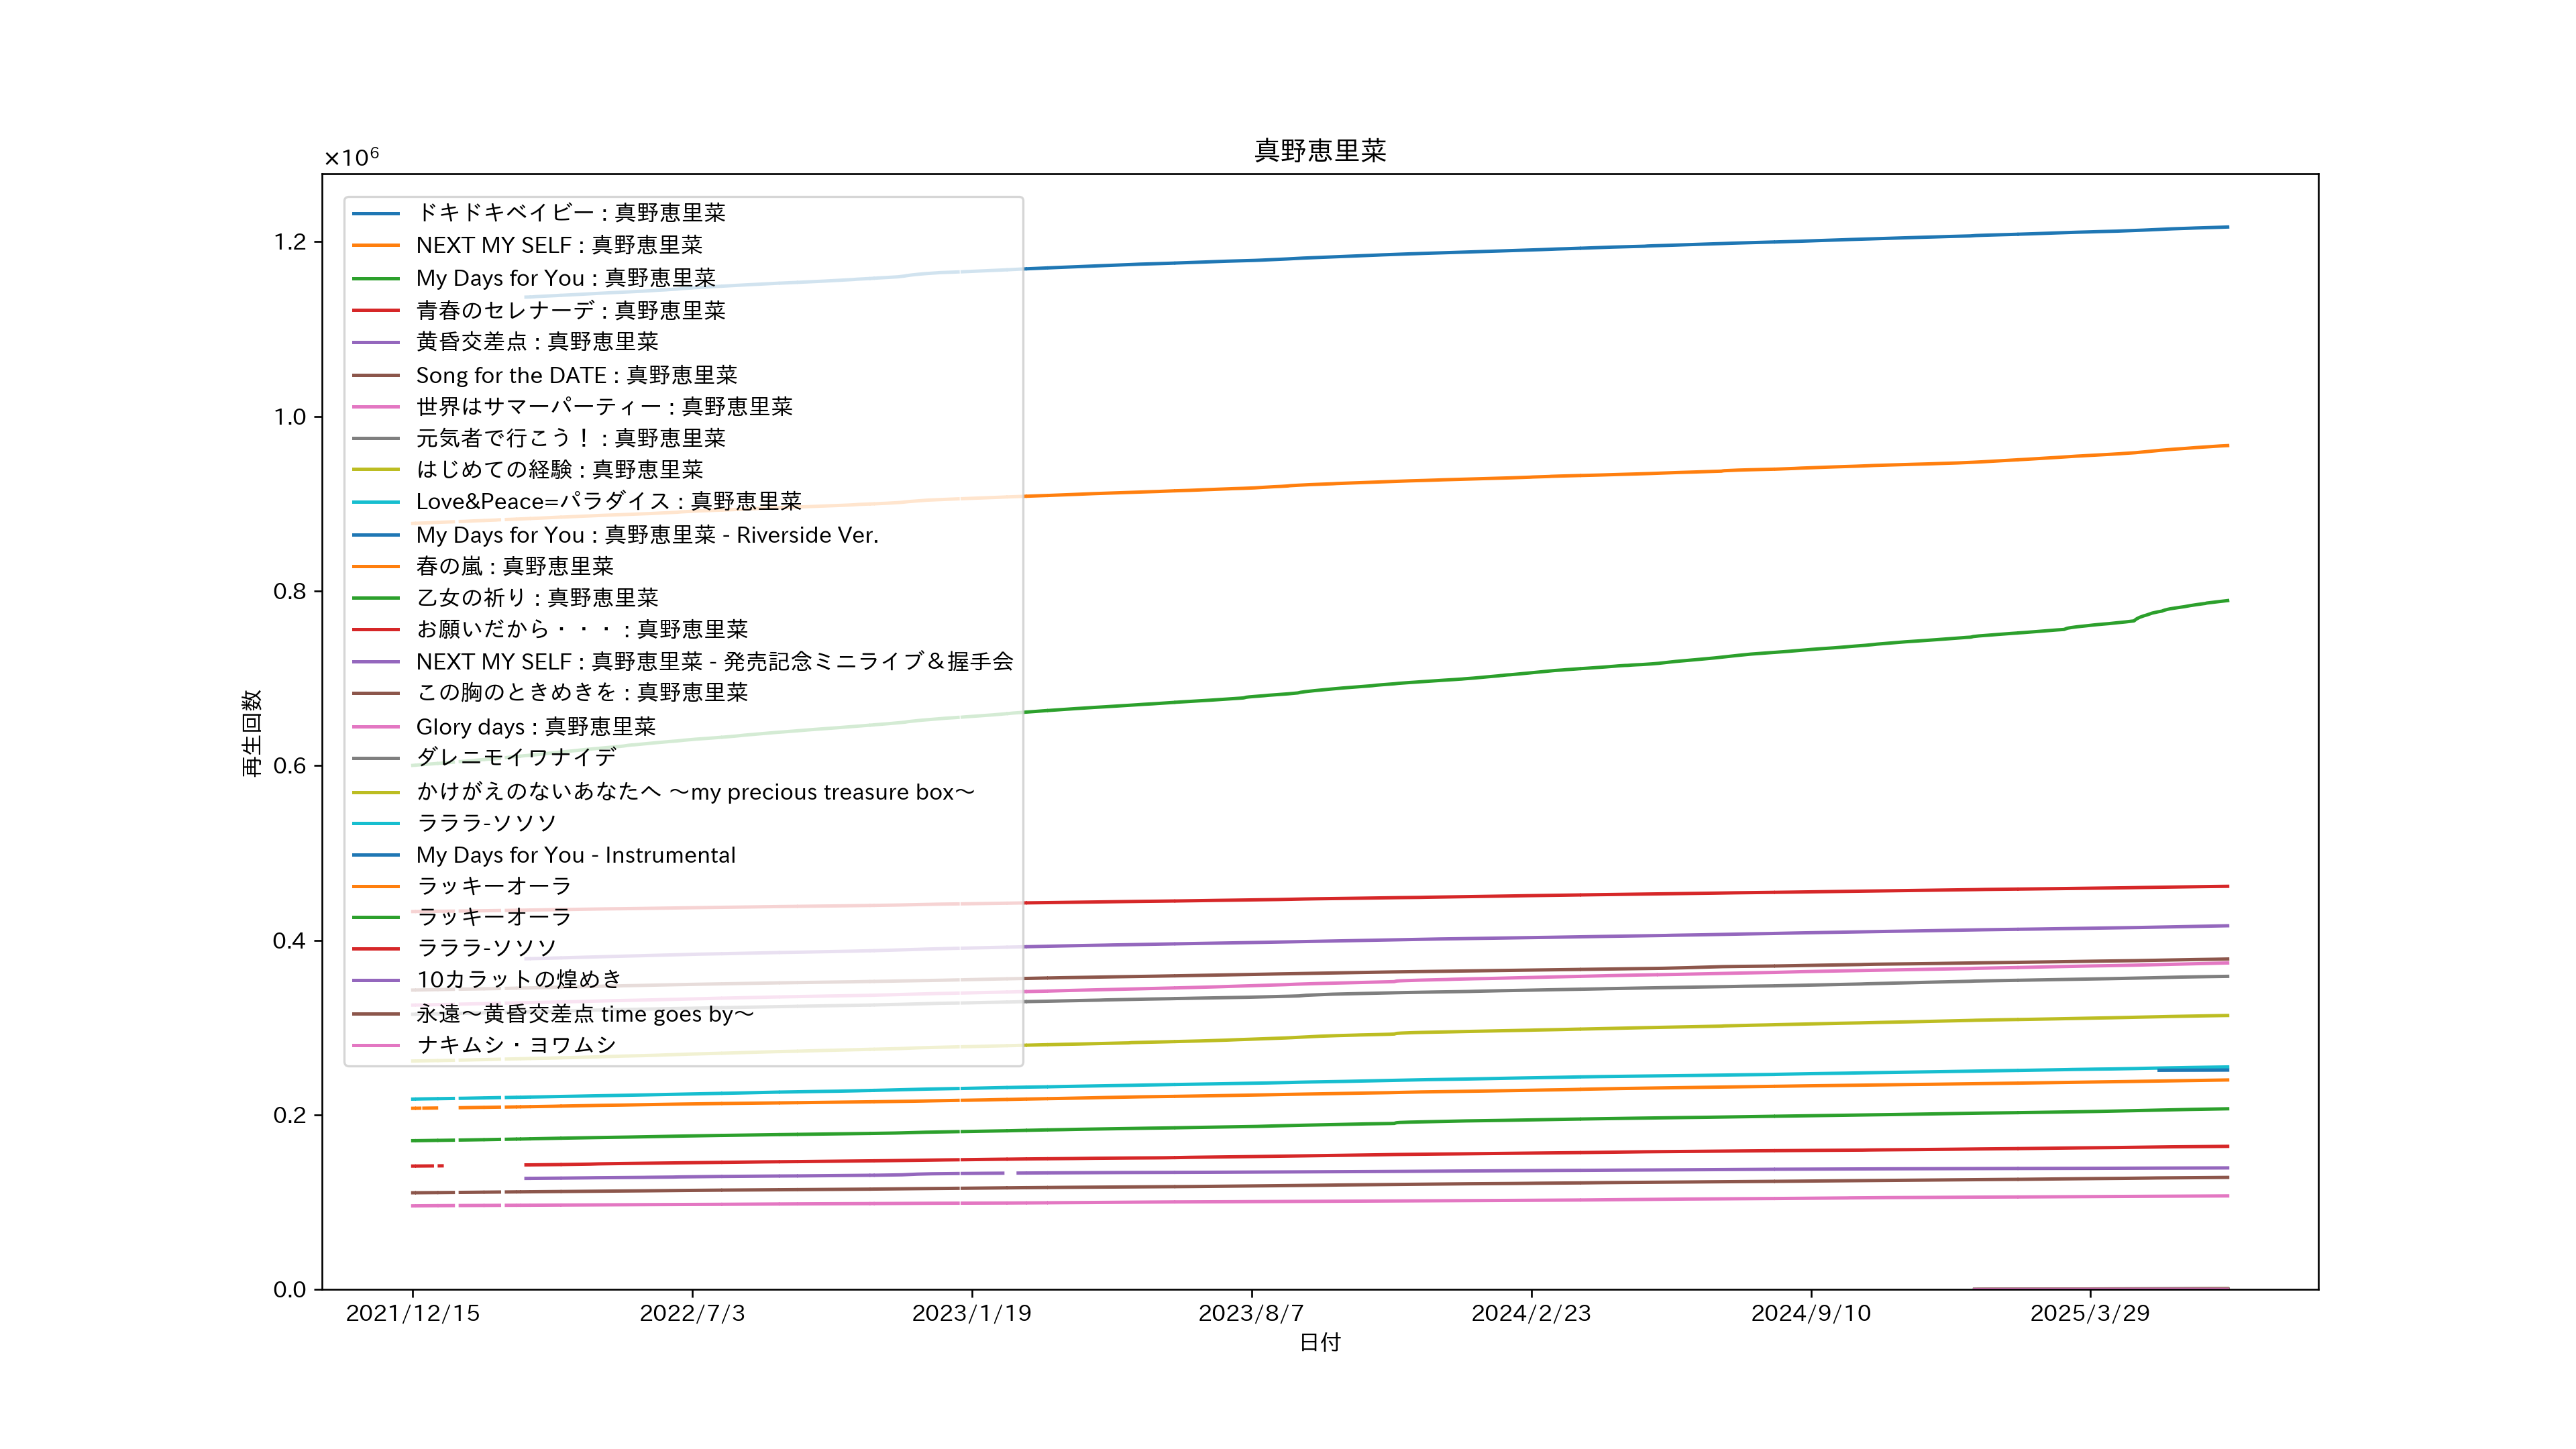 真野恵里菜
×10⁶
1.2
1.0
0.8
0.6
0.4
0.2
0.0
再生回数
ドキドキベイビー : 真野恵里菜
NEXT MY SELF : 真野恵里菜
My Days for You : 真野恵里菜
青春のセレナーデ : 真野恵里菜
黄昏交差点 : 真野恵里菜
Song for the DATE : 真野恵里菜
世界はサマーパーティー : 真野恵里菜
元気者で行こう！ : 真野恵里菜
はじめての経験 : 真野恵里菜
Love&Peace=パラダイス : 真野恵里菜
My Days for You : 真野恵里菜 - Riverside Ver.
春の嵐 : 真野恵里菜
乙女の祈り : 真野恵里菜
お願いだから・・・ : 真野恵里菜
NEXT MY SELF : 真野恵里菜 - 発売記念ミニライブ＆握手会
この胸のときめきを : 真野恵里菜
Glory days : 真野恵里菜
ダレニモイワナイデ
かけがえのないあなたへ ～my precious treasure box～
ラララ-ソソソ
My Days for You - Instrumental
ラッキーオーラ
ラッキーオーラ
ラララ-ソソソ
10カラットの煌めき
永遠～黄昏交差点 time goes by～
ナキムシ・ヨワムシ
2021/12/15
2022/7/3
2023/1/19
2023/8/7
2024/2/23
2024/9/10
2025/3/29
日付